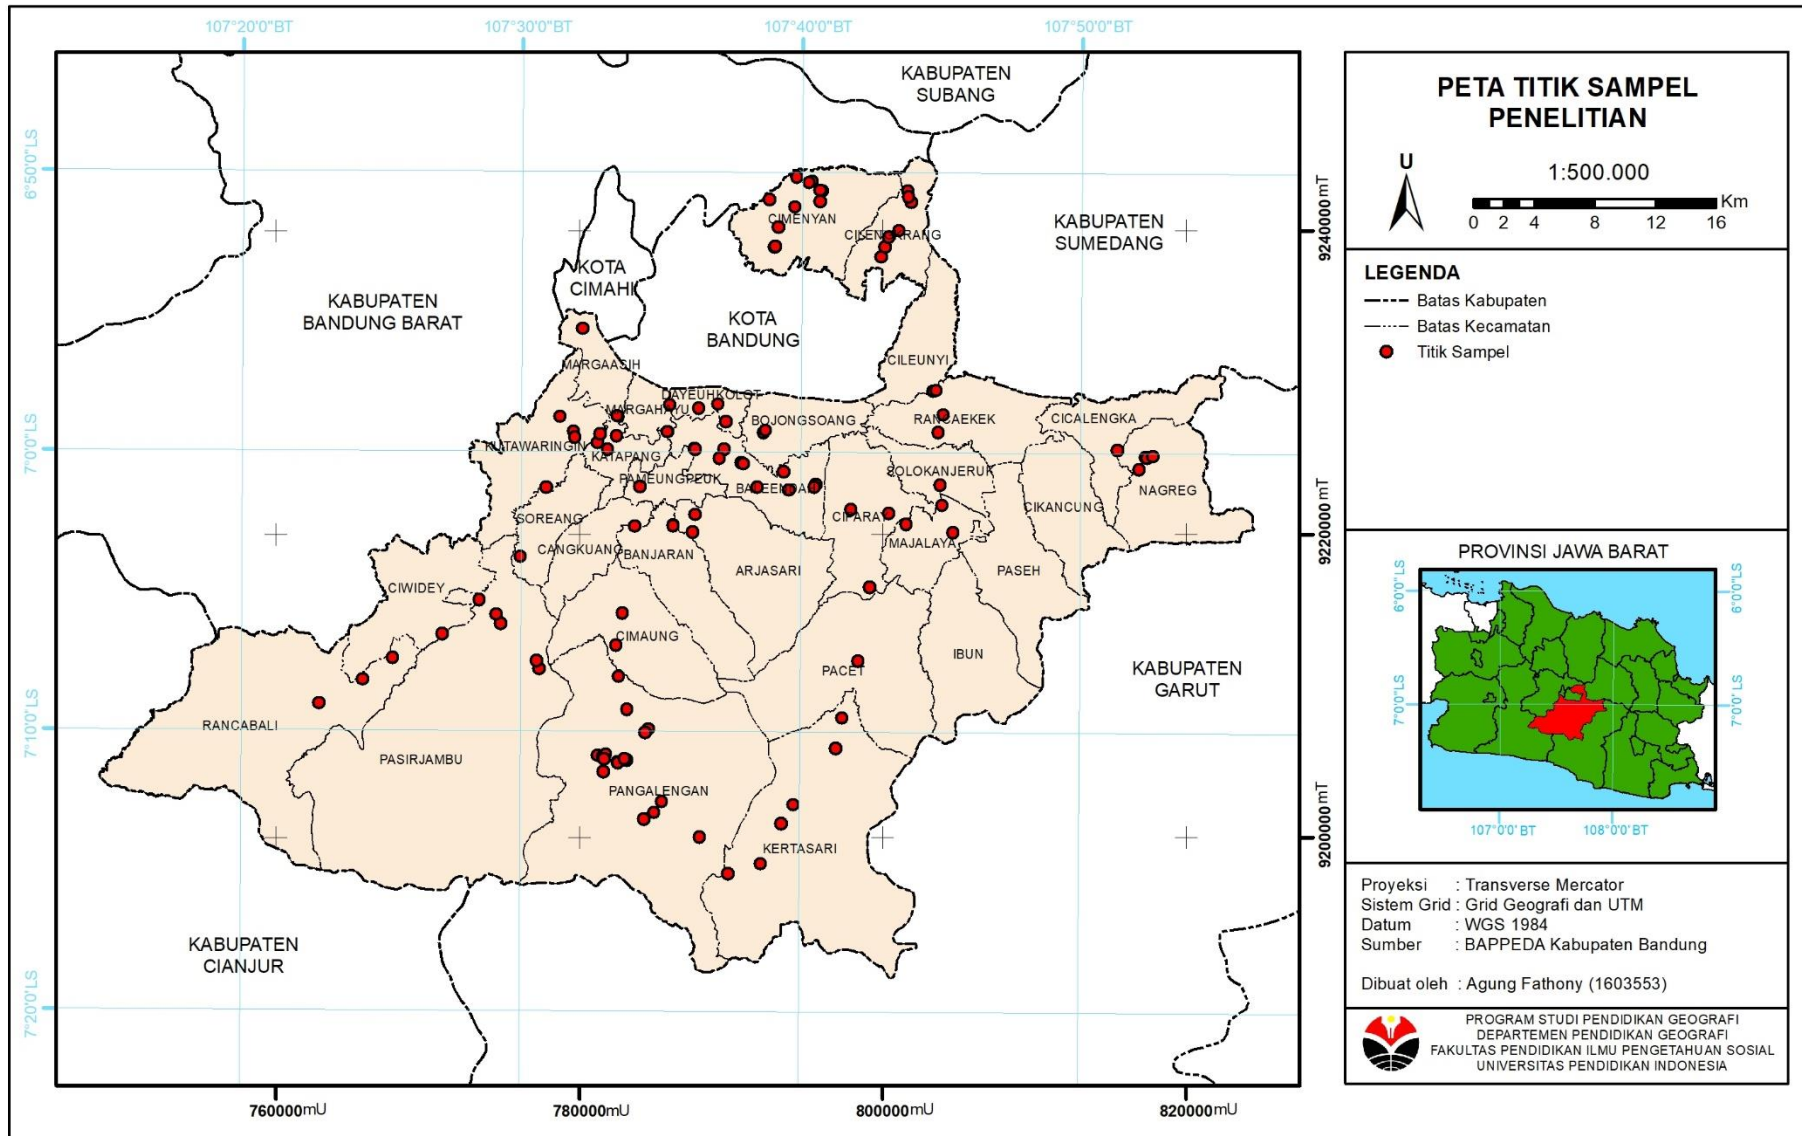 107°20'0"BT
107°30'0"BT
107°40'0"BT
107°50'0"BT
6°50'0"LS
7°0'0"LS
7°10'0"LS
7°20'0"LS
KABUPATEN
SUBANG
KABUPATEN
SUMEDANG
KOTA
CIMAHI
KABUPATEN
BANDUNG BARAT
KOTA
BANDUNG
KABUPATEN
GARUT
KABUPATEN
CIANJUR
CIMENYAN
CILENGKRANG
CILEUNYI
MARGAASIH
DAYEUHKOLOT
MARGAHAYU
BOJONGSOANG
RANCAEKEK
CICALENGKA
KUTAWARINGIN
KATAPANG
PAMEUNGPEUK
BALEENDAH
SOLOKANJERUK
NAGREG
SOREANG
CIPARAY
CIKANCUNG
CANGKUANG
BANJARAN
MAJALAYA
ARJASARI
PASEH
CIWIDEY
CIMAUNG
IBUN
PACET
RANCABALI
PASIRJAMBU
PANGALENGAN
KERTASARI
9240000mT
9220000mT
9200000mT
760000mU
780000mU
800000mU
820000mU
PETA TITIK SAMPEL
PENELITIAN
U
1:500.000
Km
0 2 4 8 12 16
LEGENDA
Batas Kabupaten
Batas Kecamatan
Titik Sampel
PROVINSI JAWA BARAT
6°0'0"LS
6°0'0"LS
7°0'0"LS
7°0'0"LS
107°0'0"BT
108°0'0"BT
Proyeksi : Transverse Mercator
Sistem Grid : Grid Geografi dan UTM
Datum : WGS 1984
Sumber : BAPPEDA Kabupaten Bandung
Dibuat oleh : Agung Fathony (1603553)
PROGRAM STUDI PENDIDIKAN GEOGRAFI
DEPARTEMEN PENDIDIKAN GEOGRAFI
FAKULTAS PENDIDIKAN ILMU PENGETAHUAN SOSIAL
UNIVERSITAS PENDIDIKAN INDONESIA